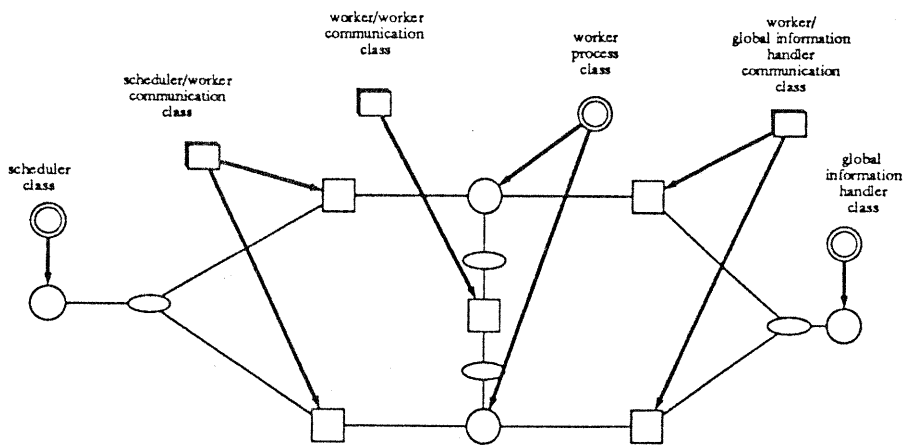 scheduler
class
scheduler/worker
communication
class
worker/worker
communication
class
worker
process
class
worker/
global information
handler
communication
class
global
information
handler
class